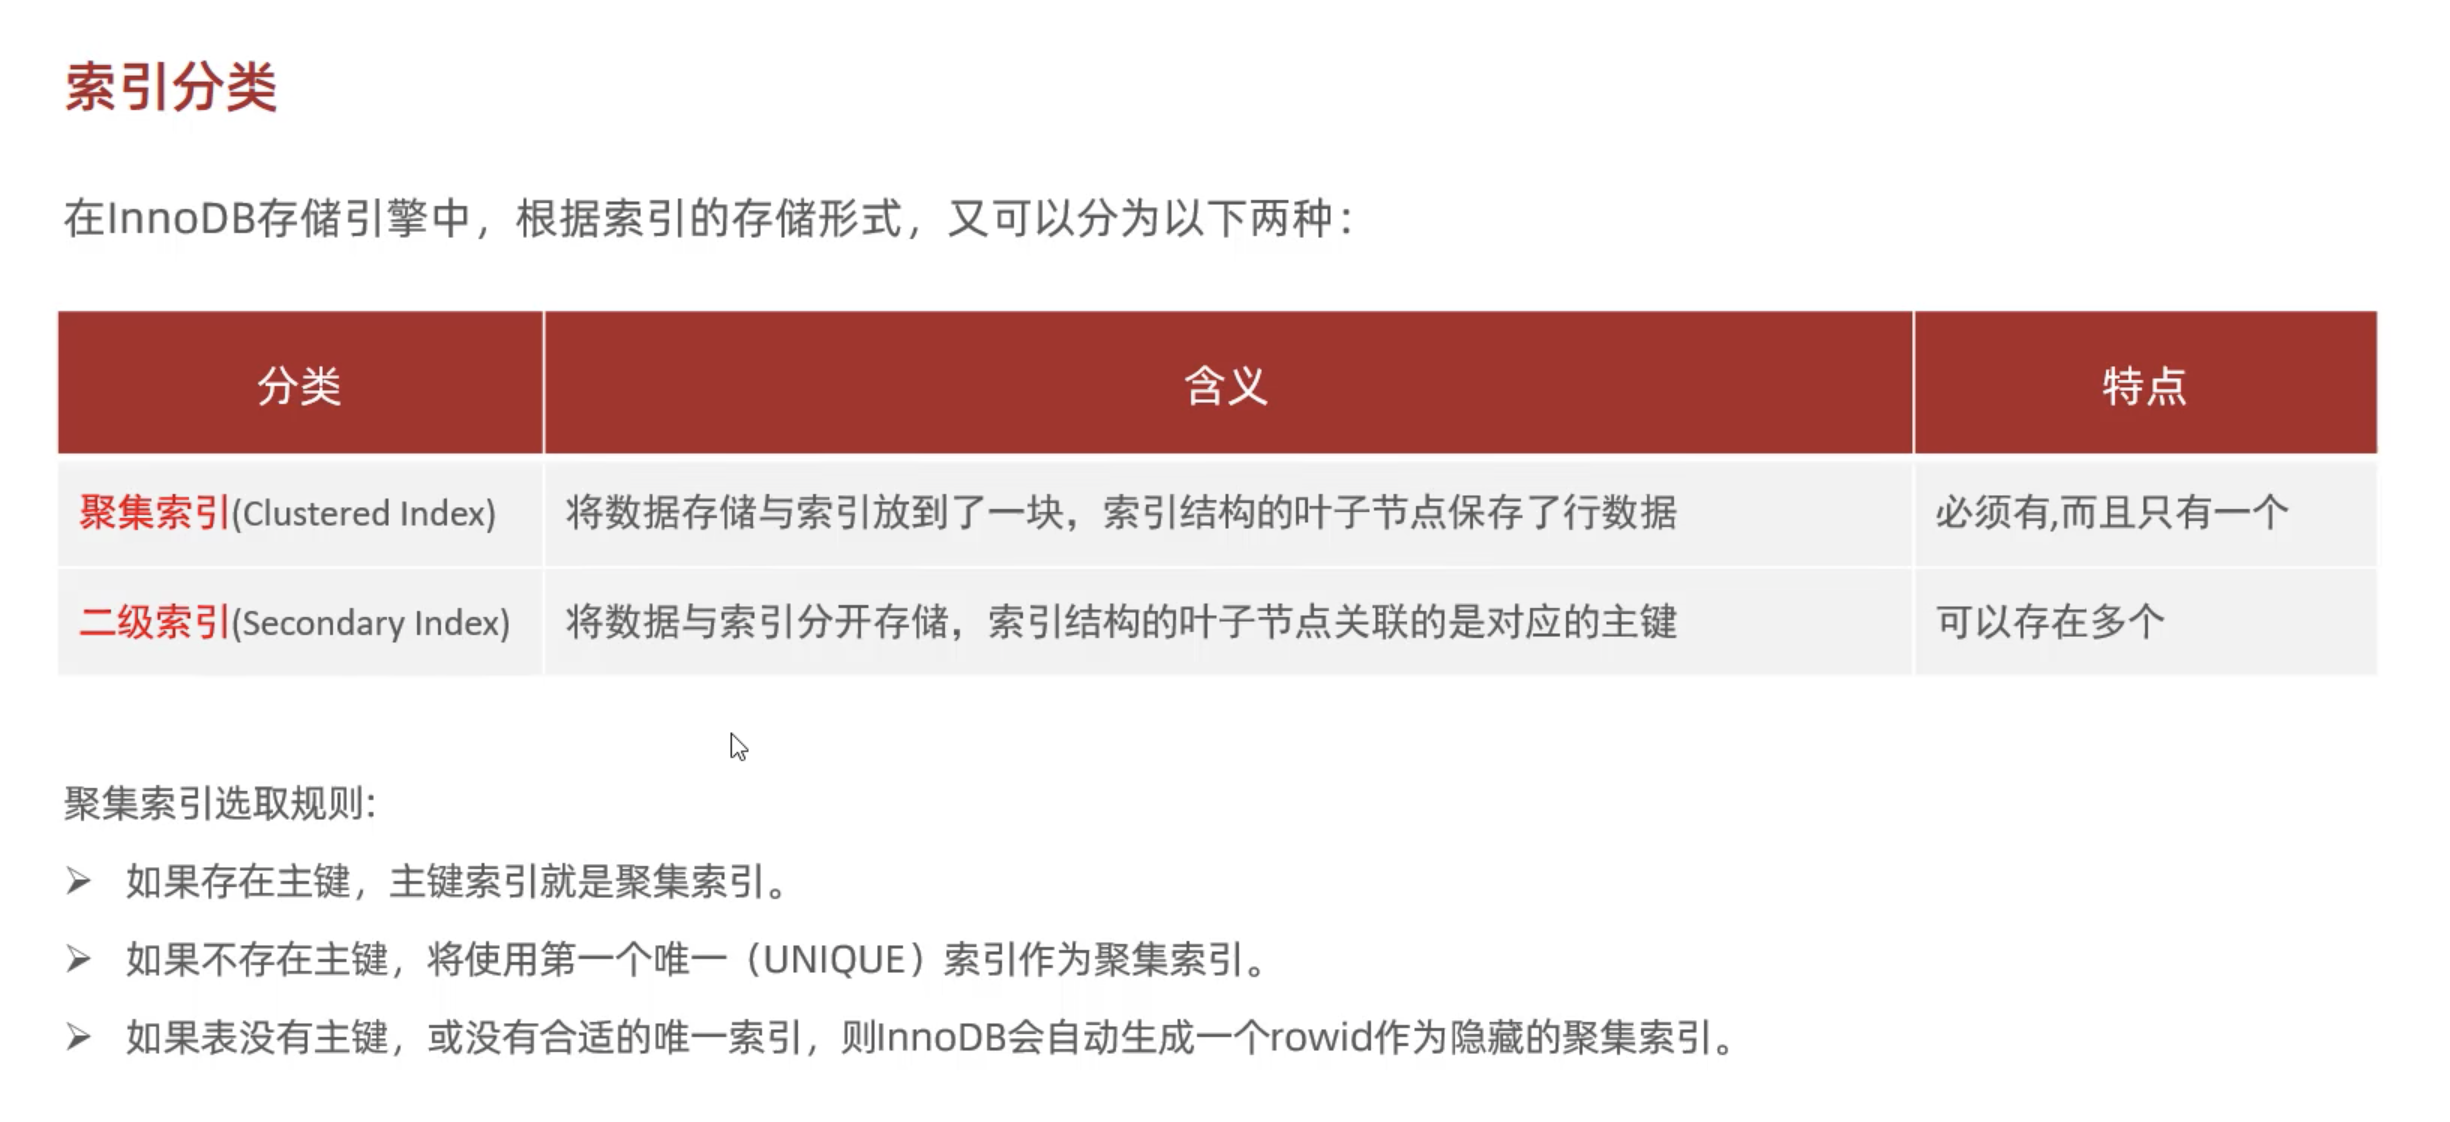 索引分类
在InnoDB存储引擎中，根据索引的存储形式，又可以分为以下两种：
分类 含义 特点
聚集索引(Clustered Index) 将数据存储与索引放到了一块，索引结构的叶子节点保存了行数据 必须有,而且只有一个
二级索引(Secondary Index) 将数据与索引分开存储，索引结构的叶子节点关联的是对应的主键 可以存在多个
聚集索引选取规则:
➢ 如果存在主键，主键索引就是聚集索引。
➢ 如果不存在主键，将使用第一个唯一（UNIQUE）索引作为聚集索引。
➢ 如果表没有主键，或没有合适的唯一索引，则InnoDB会自动生成一个rowid作为隐藏的聚集索引。